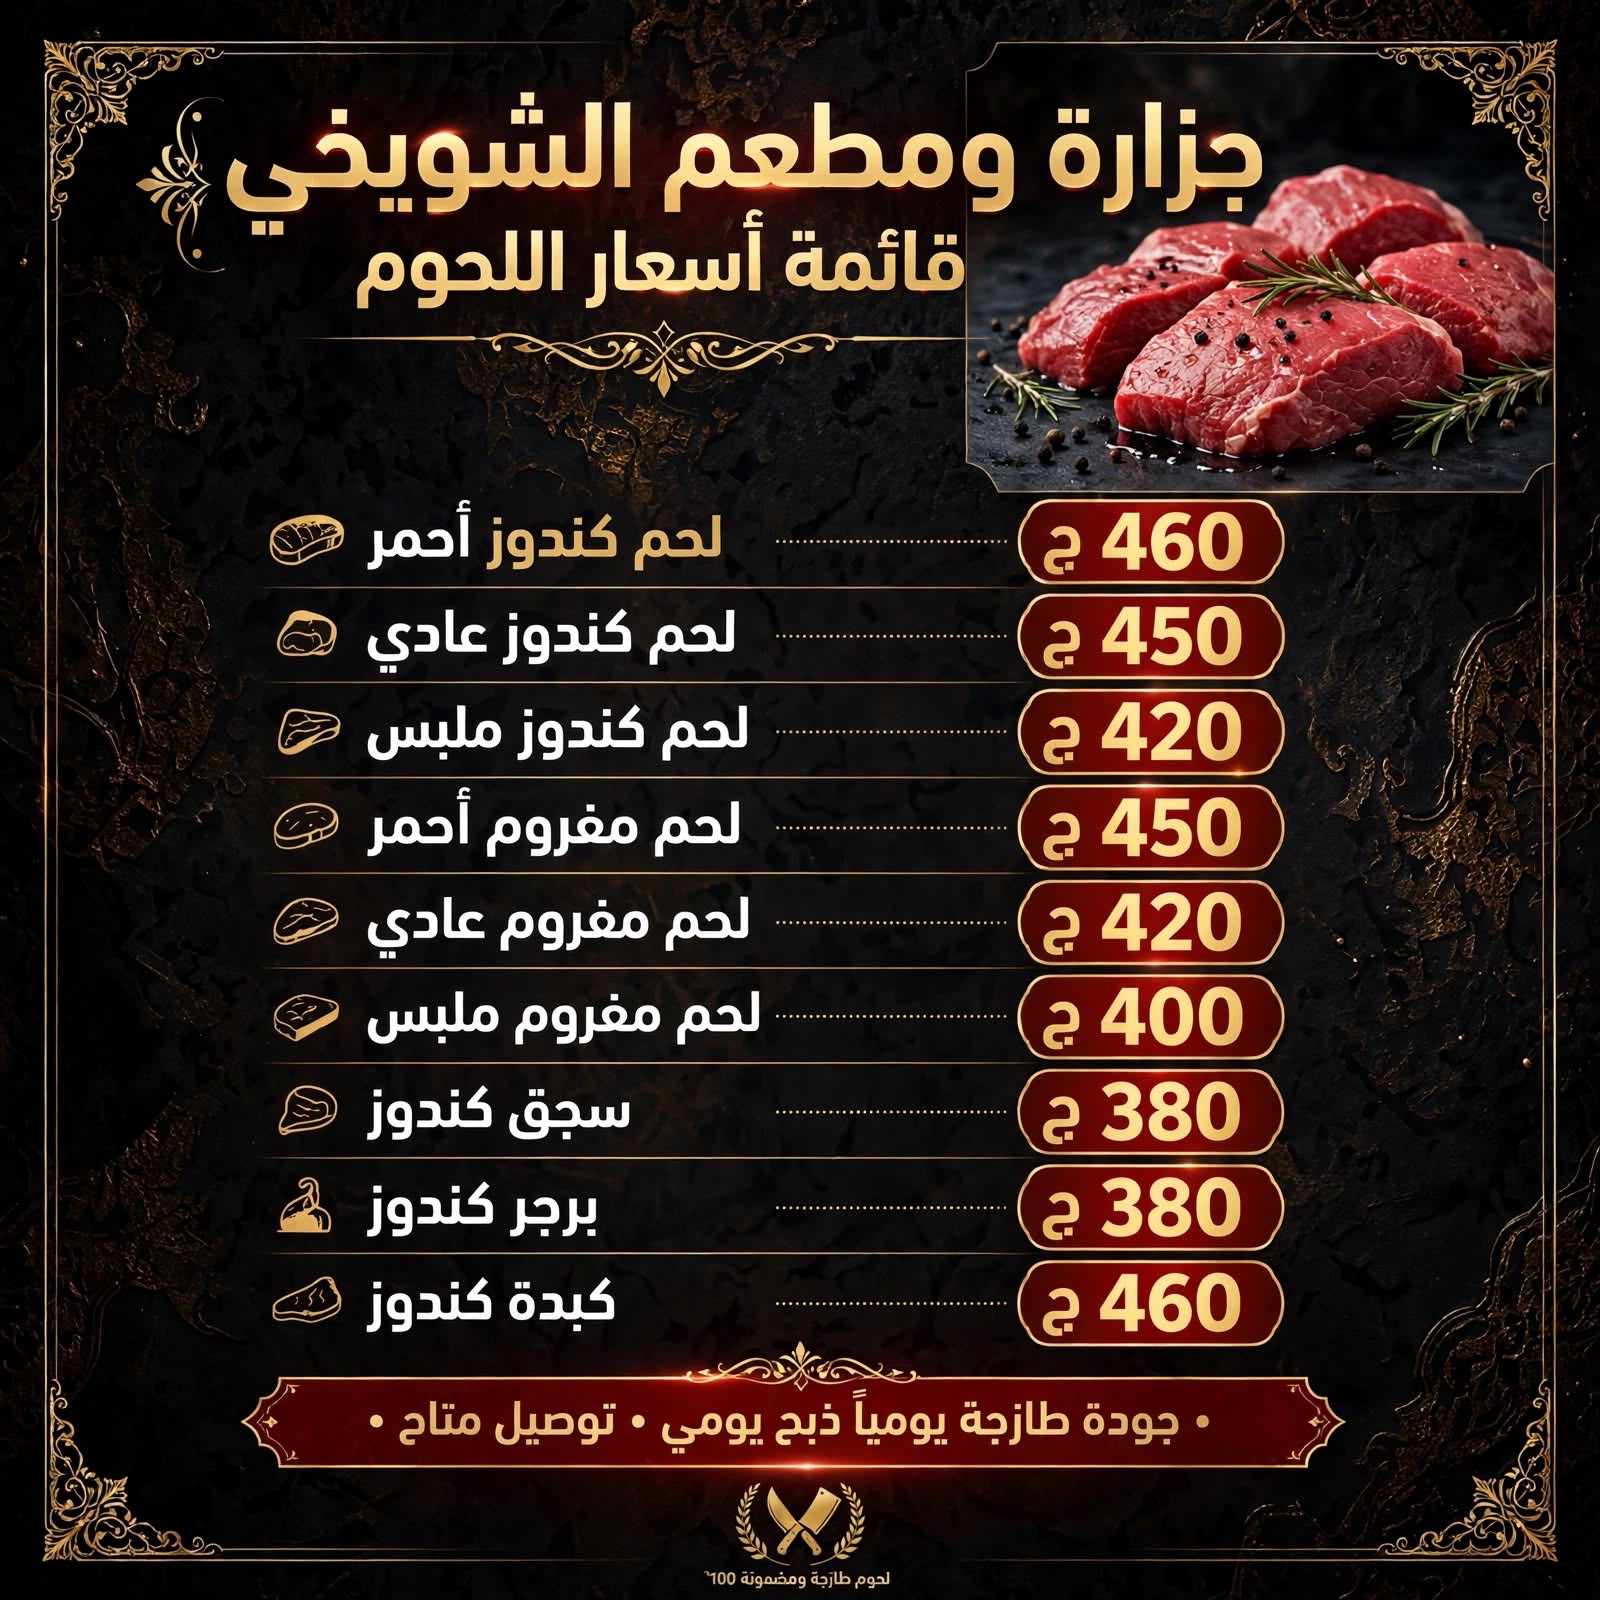 جزارة ومطعم الشويخي
قائمة أسعار اللحوم
لحم كندوز أحمر 460 ج
لحم كندوز عادي 450 ج
لحم كندوز ملبس 420 ج
لحم مفروم أحمر 450 ج
لحم مفروم عادي 420 ج
لحم مفروم ملبس 400 ج
سجق كندوز 380 ج
برجر كندوز 380 ج
كبدة كندوز 460 ج
• جودة طازجة يومياً ذبح يومي • توصيل متاح •
لحوم طازجة ومضمونة 100